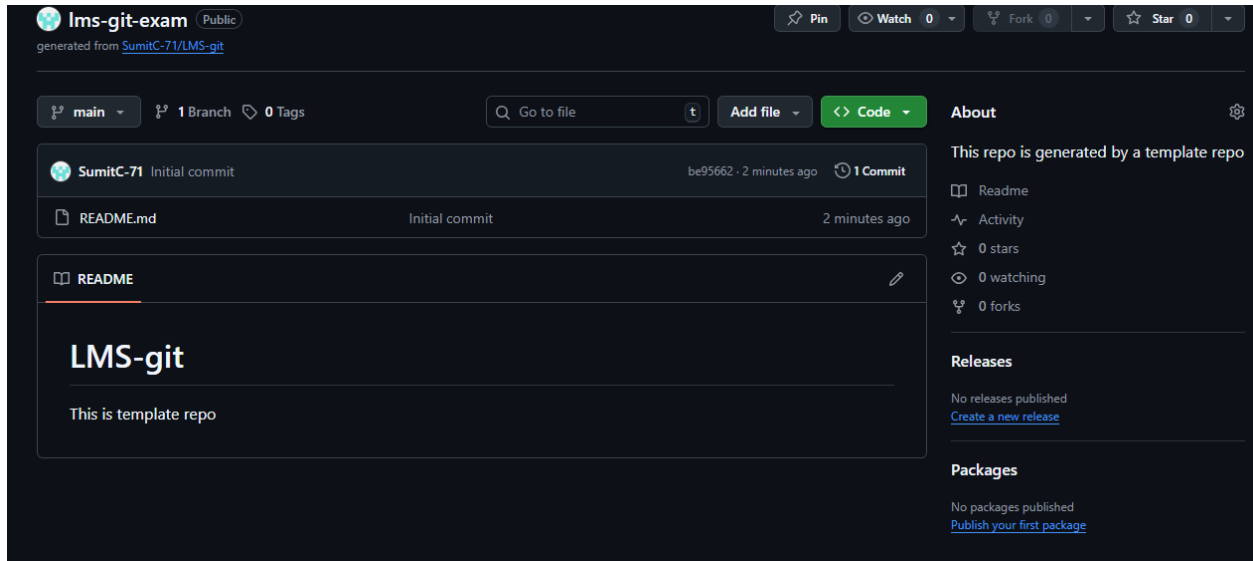 lms-git-exam Public Pin Watch 0 Fork 0 Star 0
generated from SumitC-71/LMS-git
main 1 Branch 0 Tags Go to file t Add file Code
SumitC-71 Initial commit be95662 · 2 minutes ago 1 Commit
README.md Initial commit 2 minutes ago
README
LMS-git
This is template repo
About
This repo is generated by a template repo
Readme
Activity
0 stars
0 watching
0 forks
Releases
No releases published
Create a new release
Packages
No packages published
Publish your first package